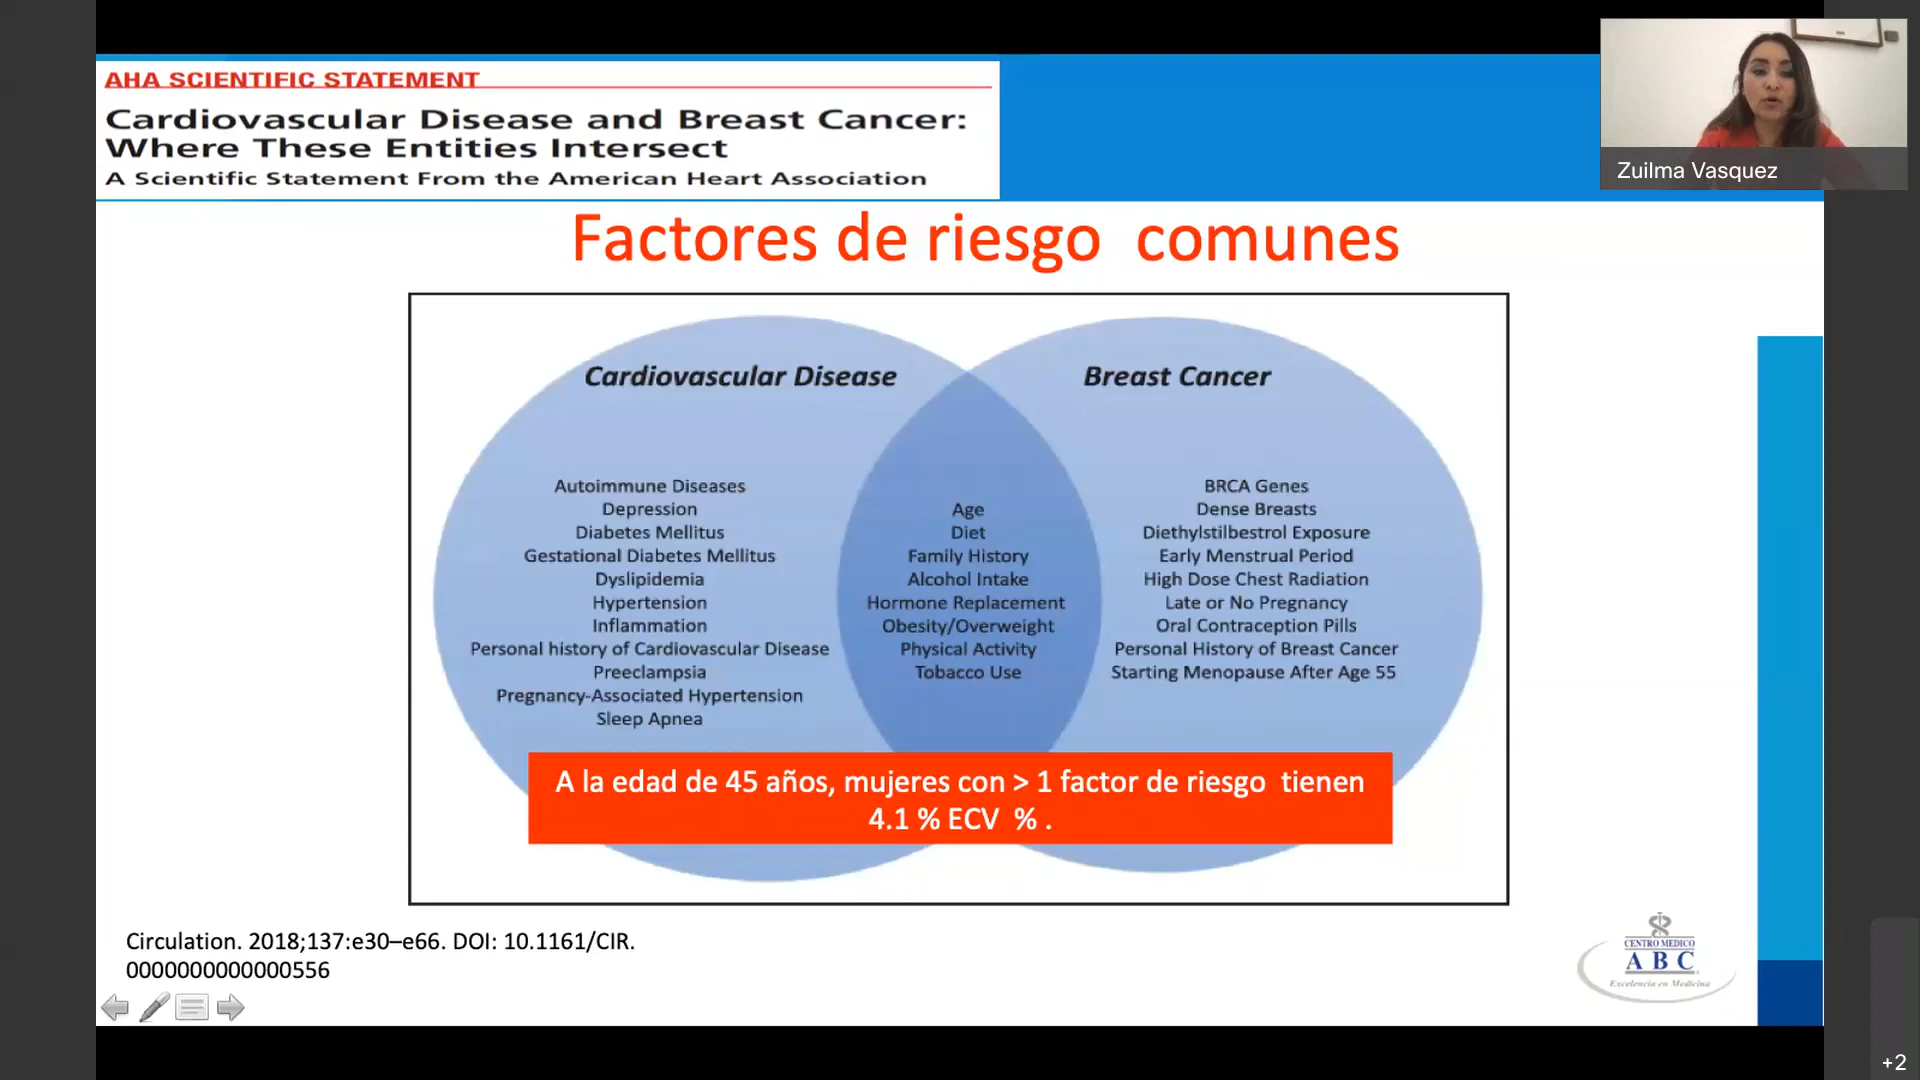 AHA SCIENTIFIC STATEMENT
Cardiovascular Disease and Breast Cancer:
Where These Entities Intersect
A Scientific Statement From the American Heart Association
Zuilma Vasquez
Factores de riesgo comunes
Cardiovascular Disease
Autoimmune Diseases
Depression
Diabetes Mellitus
Gestational Diabetes Mellitus
Dyslipidemia
Hypertension
Inflammation
Personal history of Cardiovascular Disease
Preeclampsia
Pregnancy-Associated Hypertension
Sleep Apnea
Age
Diet
Family History
Alcohol Intake
Hormone Replacement
Obesity/Overweight
Physical Activity
Tobacco Use
Breast Cancer
BRCA Genes
Dense Breasts
Diethylstilbestrol Exposure
Early Menstrual Period
High Dose Chest Radiation
Late or No Pregnancy
Oral Contraception Pills
Personal History of Breast Cancer
Starting Menopause After Age 55
A la edad de 45 años, mujeres con > 1 factor de riesgo tienen
4.1 % ECV % .
Circulation. 2018;137:e30–e66. DOI: 10.1161/CIR.
0000000000000556
CENTRO MEDICO
A B C
Excelencia en Medicina
+2